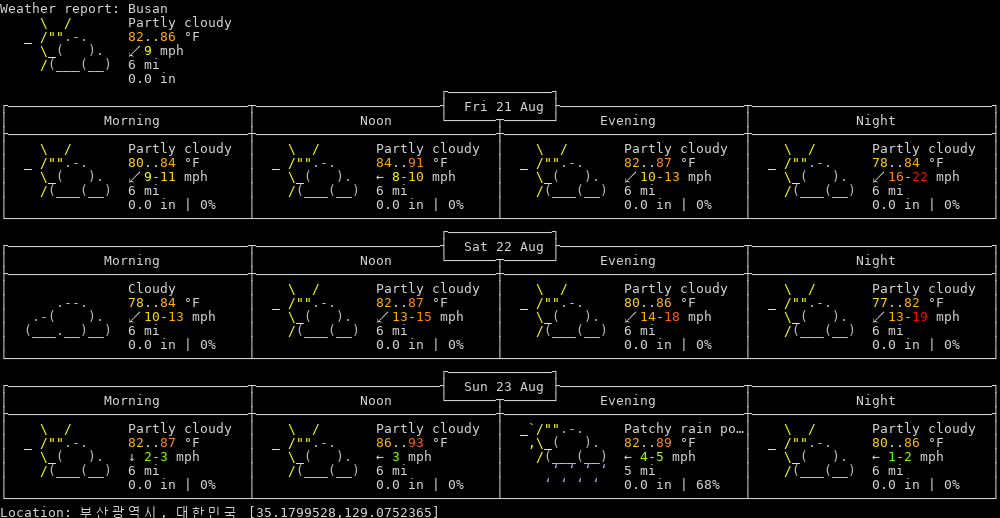 Weather report: Busan
Partly cloudy
82..86 °F
↙ 9 mph
6 mi
0.0 in
Fri 21 Aug
Morning Noon Evening Night
Partly cloudy Partly cloudy Partly cloudy Partly cloudy
80..84 °F 84..91 °F 82..87 °F 78..84 °F
↙ 9-11 mph ← 8-10 mph ↙ 10-13 mph ↙ 16-22 mph
6 mi 6 mi 6 mi 6 mi
0.0 in | 0% 0.0 in | 0% 0.0 in | 0% 0.0 in | 0%
Sat 22 Aug
Morning Noon Evening Night
Cloudy Partly cloudy Partly cloudy Partly cloudy
78..84 °F 82..87 °F 80..86 °F 77..82 °F
↙ 10-13 mph ↙ 13-15 mph ↙ 14-18 mph ↙ 13-19 mph
6 mi 6 mi 6 mi 6 mi
0.0 in | 0% 0.0 in | 0% 0.0 in | 0% 0.0 in | 0%
Sun 23 Aug
Morning Noon Evening Night
Partly cloudy Partly cloudy Patchy rain po… Partly cloudy
82..87 °F 86..93 °F 82..89 °F 80..86 °F
↓ 2-3 mph ← 3 mph ← 4-5 mph ← 1-2 mph
6 mi 6 mi 5 mi 6 mi
0.0 in | 0% 0.0 in | 0% 0.0 in | 68% 0.0 in | 0%
Location: 부산광역시, 대한민국 [35.1799528,129.0752365]